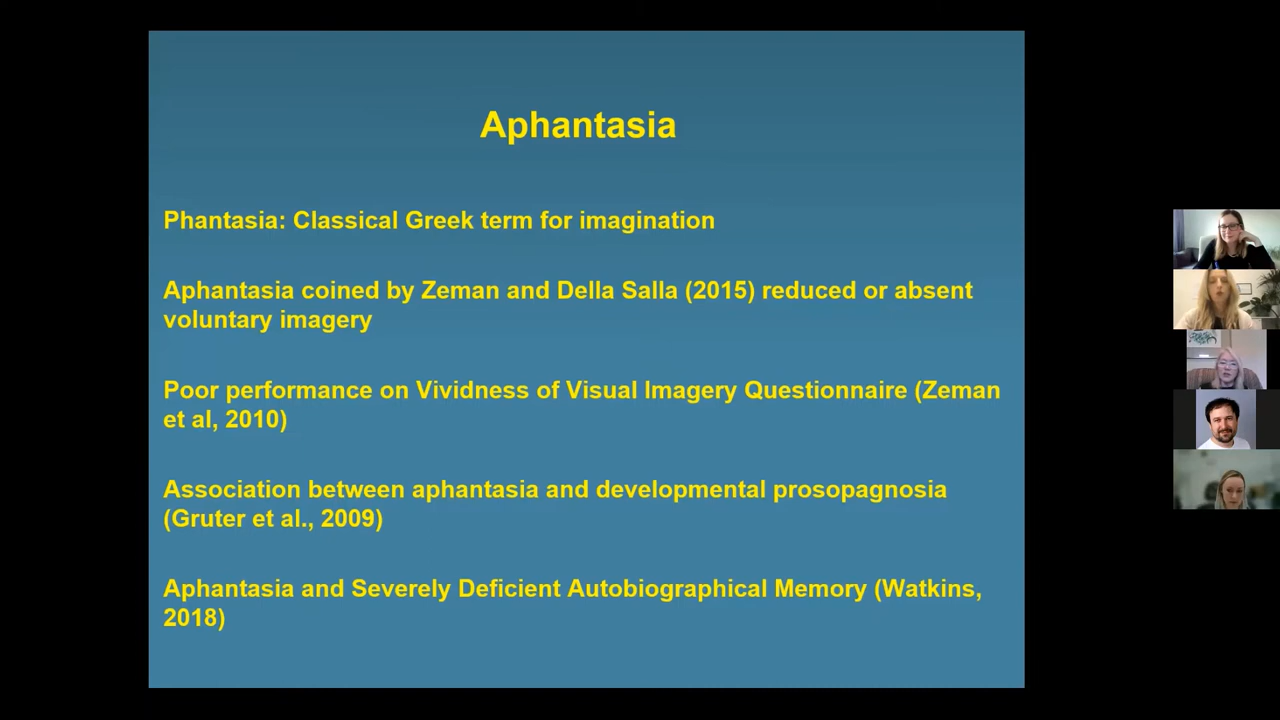 Aphantasia
Phantasia: Classical Greek term for imagination
Aphantasia coined by Zeman and Della Salla (2015) reduced or absent
voluntary imagery
Poor performance on Vividness of Visual Imagery Questionnaire (Zeman
et al, 2010)
Association between aphantasia and developmental prosopagnosia
(Gruter et al., 2009)
Aphantasia and Severely Deficient Autobiographical Memory (Watkins,
2018)